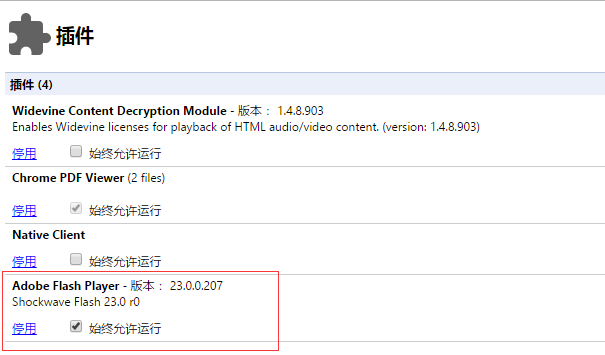 插件
插件 (4)
Widevine Content Decryption Module - 版本： 1.4.8.903
Enables Widevine licenses for playback of HTML audio/video content. (version: 1.4.8.903)
停用 始终允许运行
Chrome PDF Viewer (2 files)
停用 始终允许运行
Native Client
停用 始终允许运行
Adobe Flash Player - 版本： 23.0.0.207
Shockwave Flash 23.0 r0
停用 始终允许运行